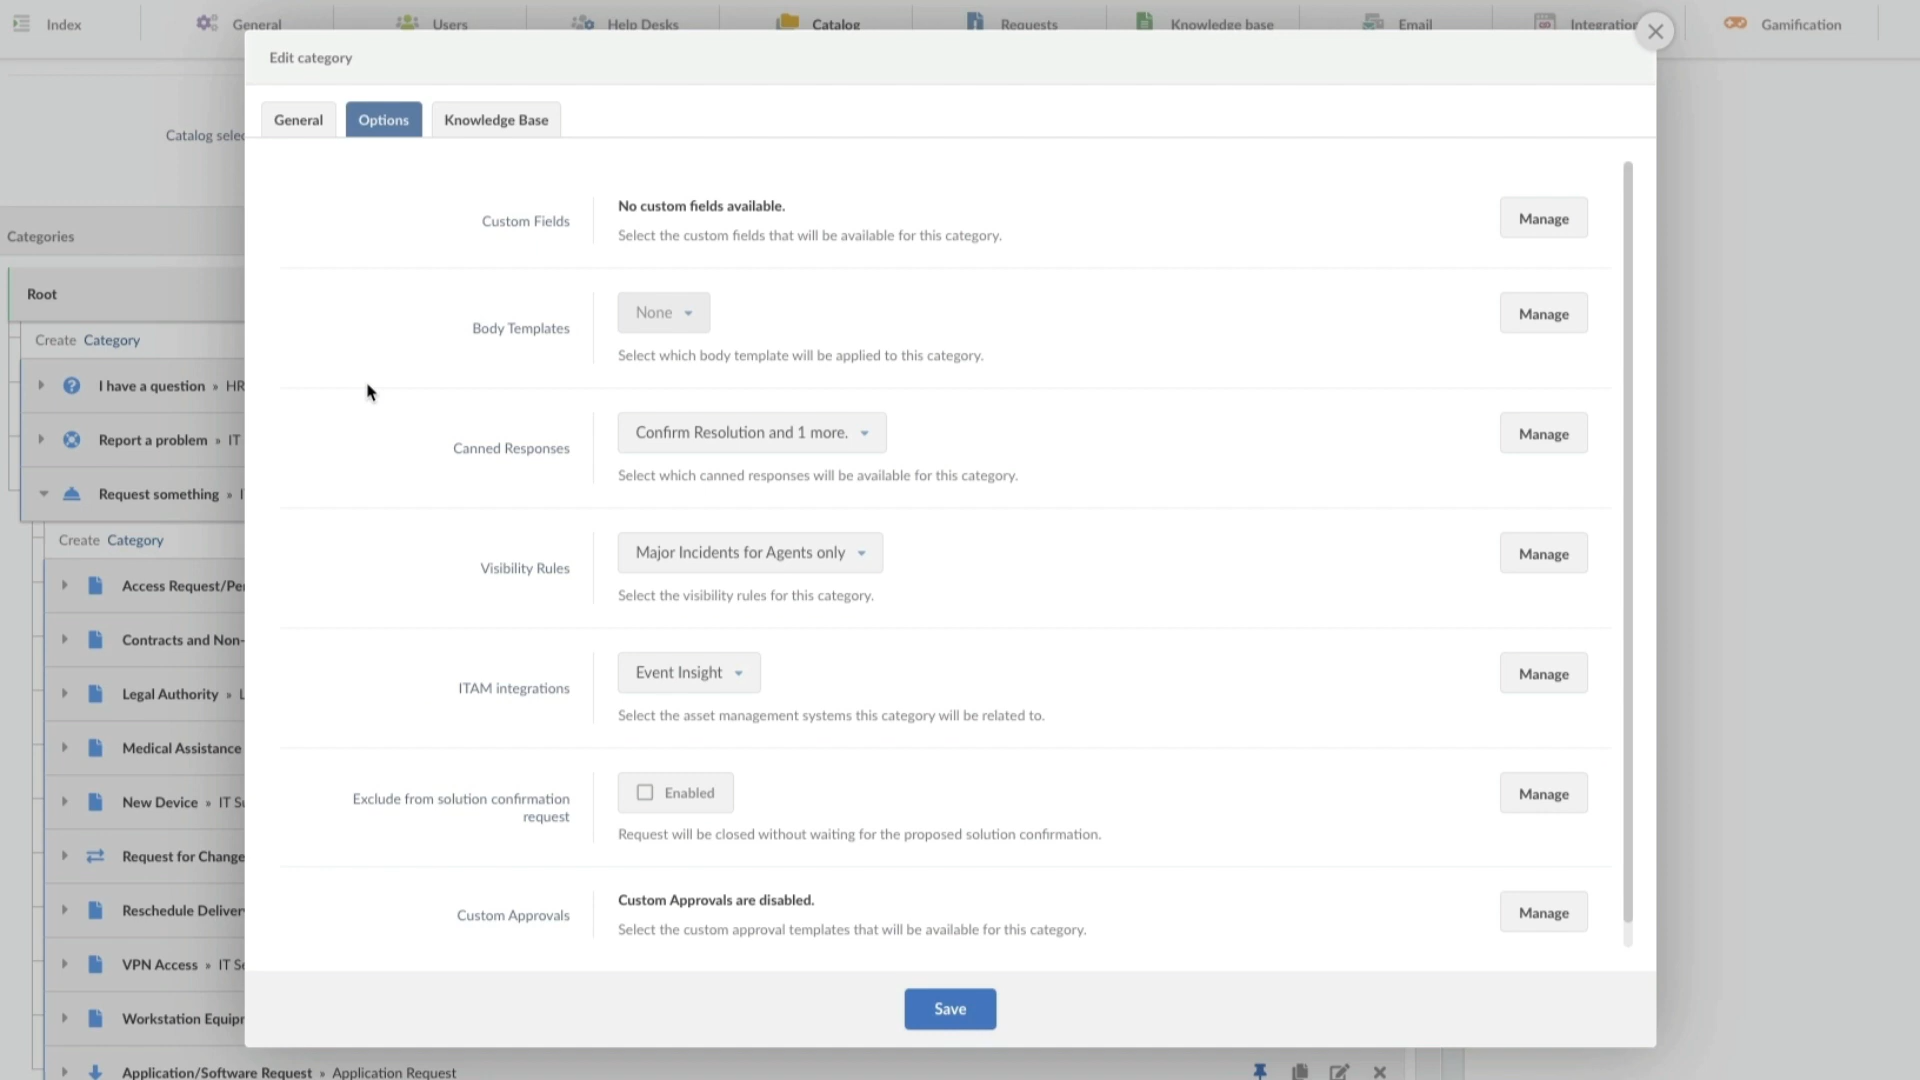 Index
General
Users
Help Desks
Catalog
Requests
Knowledge base
Email
Gamification
Edit category
General
Options
Knowledge Base
Custom Fields
No custom fields available.
Select the custom fields that will be available for this category.
Manage
Body Templates
None
Select which body template will be applied to this category.
Manage
Canned Responses
Confirm Resolution and 1 more.
Select which canned responses will be available for this category.
Manage
Visibility Rules
Major Incidents for Agents only
Select the visibility rules for this category.
Manage
ITAM integrations
Event Insight
Select the asset management systems this category will be related to.
Manage
Exclude from solution confirmation
request
Enabled
Request will be closed without waiting for the proposed solution confirmation.
Manage
Custom Approvals
Custom Approvals are disabled.
Select the custom approval templates that will be available for this category.
Manage
Save
Catalog
Categories
Root
Create Category
I have a question » HR
Report a problem » IT
Request something »
Create Category
Access Request/
Contracts and Non-
Legal Authority » L
Medical Assistance
New Device » IT
Request for Change
Reschedule
VPN Access » IT
Workstation
Application/Software Request » Application Request